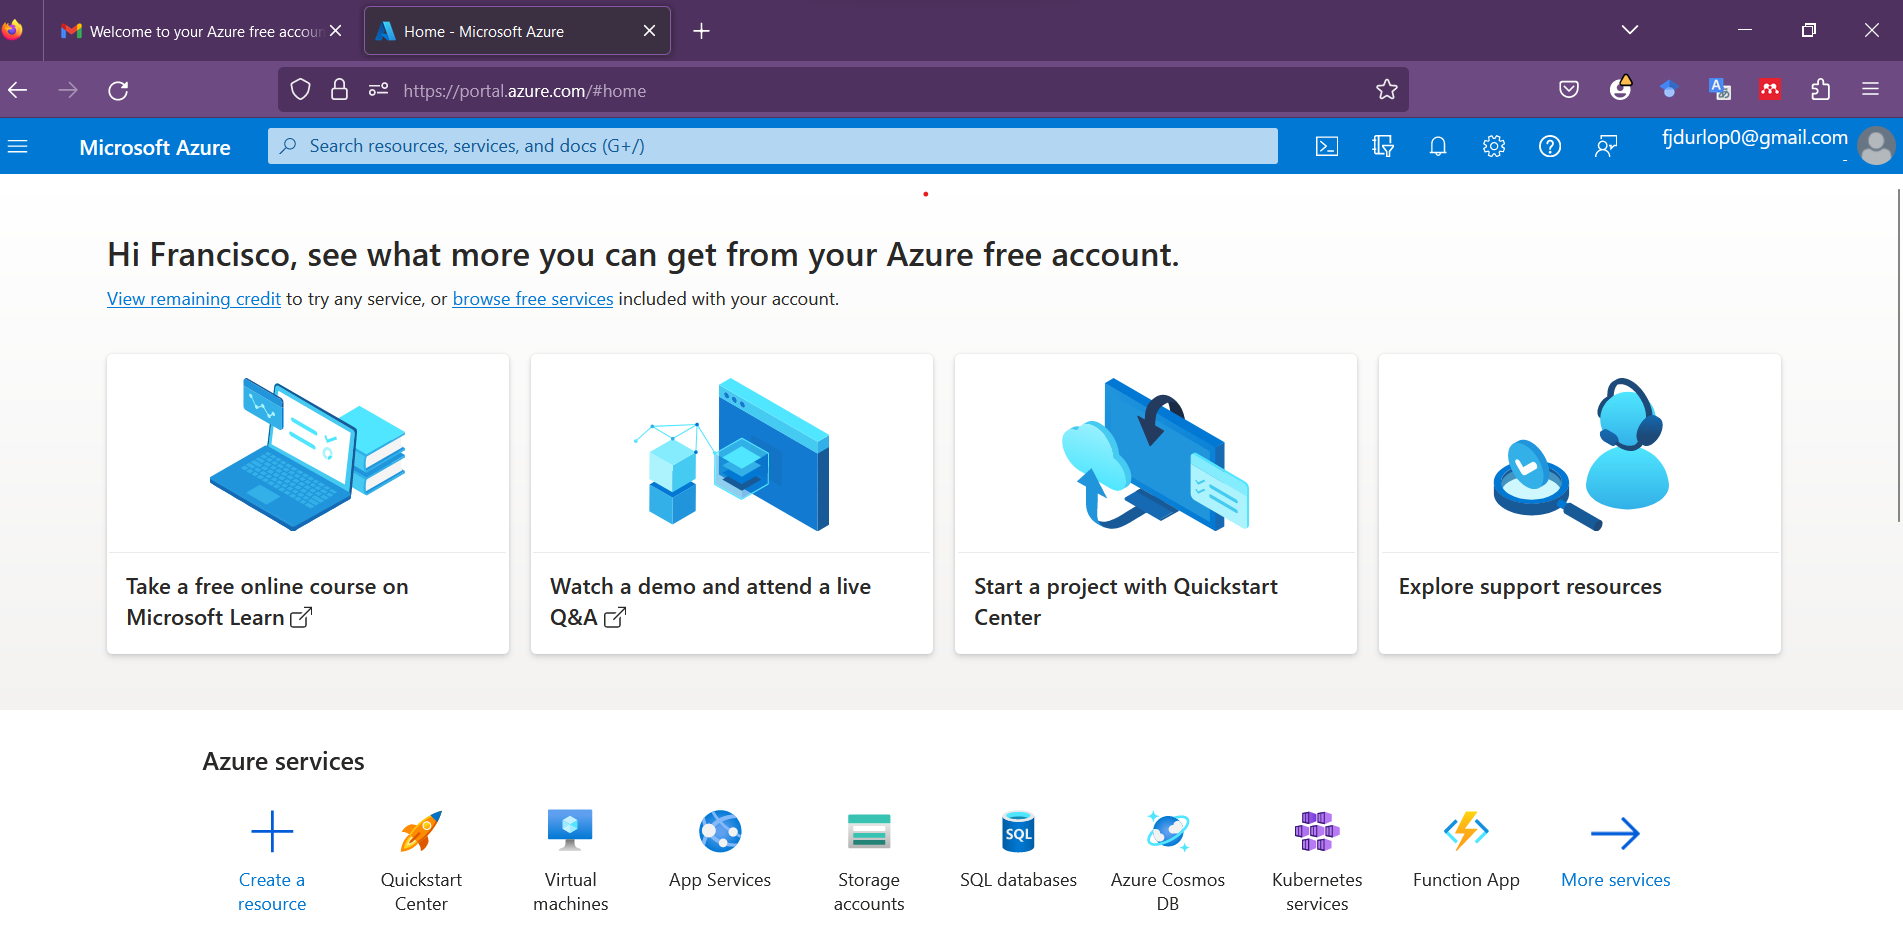 Welcome to your Azure free accoun
Home - Microsoft Azure
https://portal.azure.com/#home
Microsoft Azure
Search resources, services, and docs (G+/)
fjdurlop0@gmail.com
Hi Francisco, see what more you can get from your Azure free account.
View remaining credit to try any service, or browse free services included with your account.
Take a free online course on
Microsoft Learn
Watch a demo and attend a live
Q&A
Start a project with Quickstart
Center
Explore support resources
Azure services
SQL
Create a
resource
Quickstart
Center
Virtual
machines
App Services
Storage
accounts
SQL databases
Azure Cosmos
DB
Kubernetes
services
Function App
More services